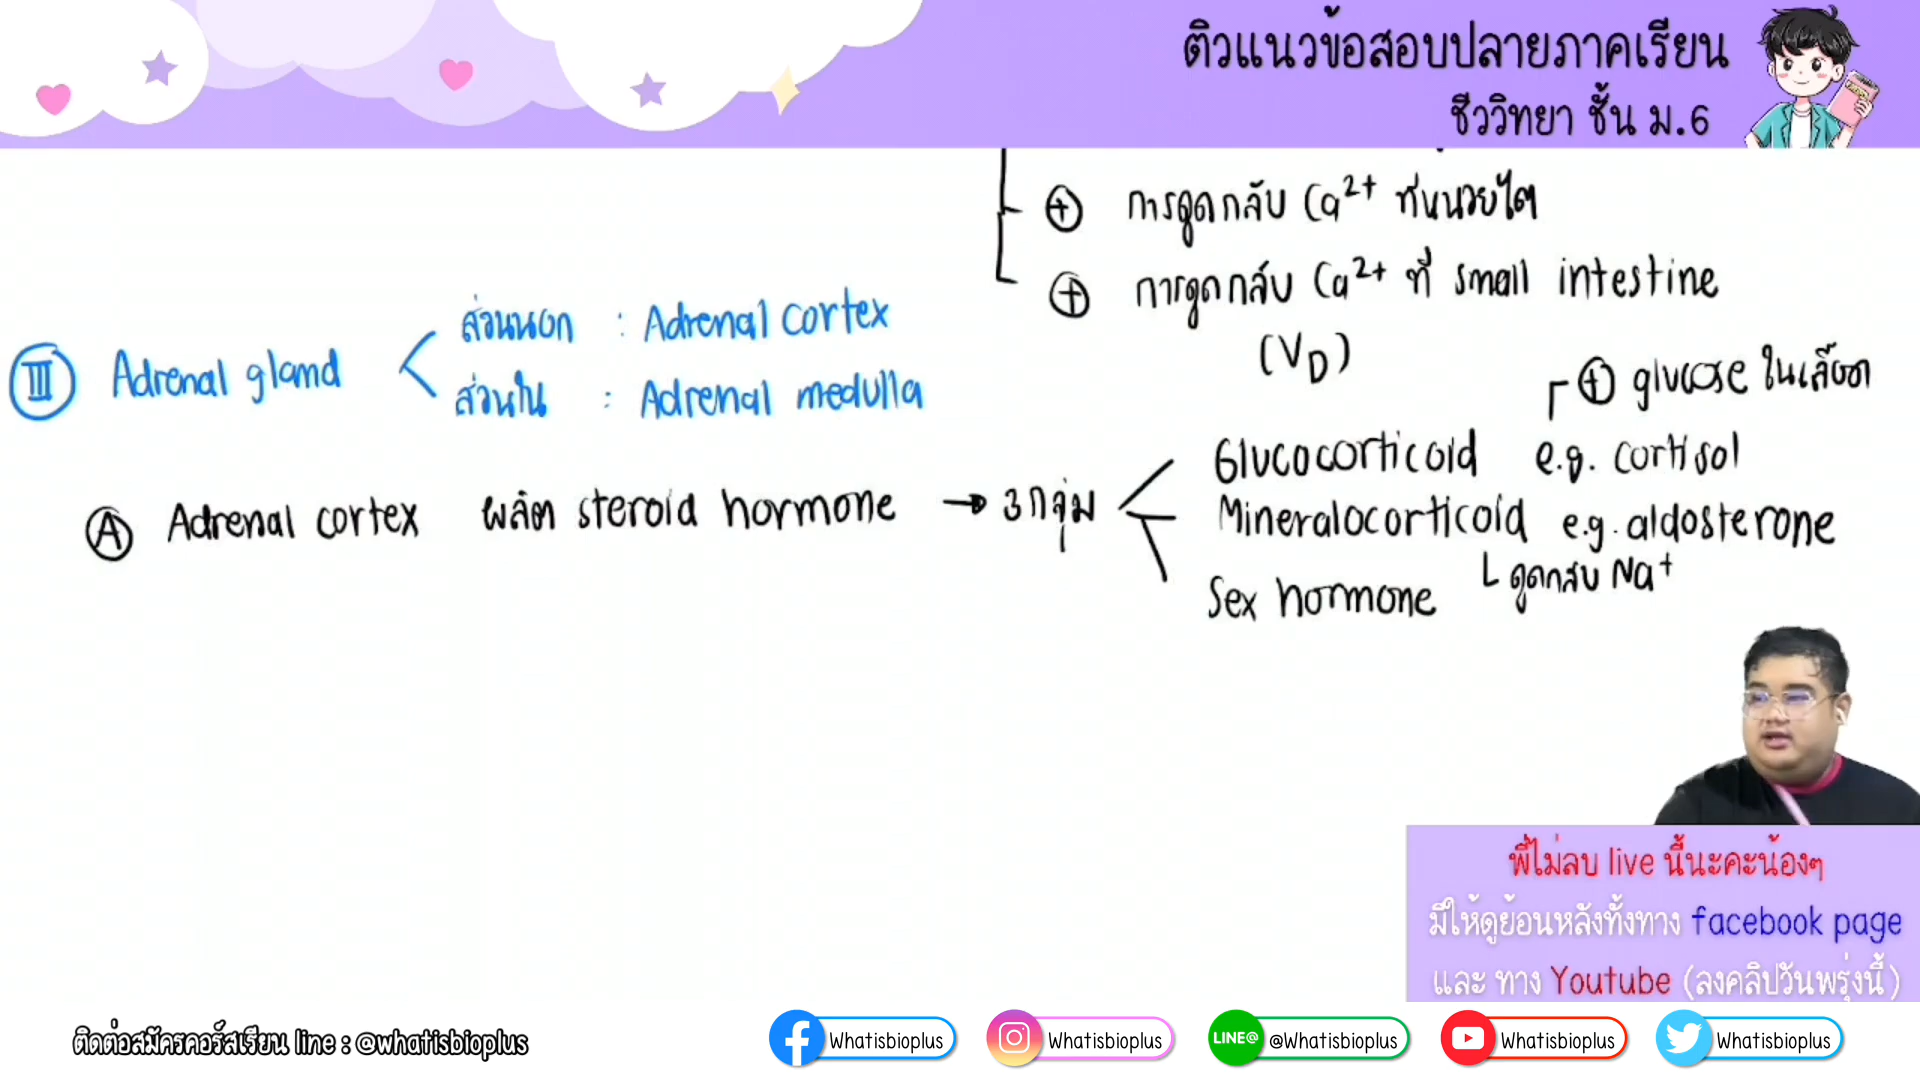 ติวแนวข้อสอบปลายภาคเรียน
ชีววิทยา ชั้น ม.6
⊕ การดูดกลับ Ca²⁺ ที่หน่วยไต
⊕ การดูดกลับ Ca²⁺ ที่ small intestine
(V_D)
III Adrenal gland
ส่วนนอก : Adrenal cortex
ส่วนใน : Adrenal medulla
⊕ glucose ในเลือด
A Adrenal cortex ผลิต steroid hormone → 3 กลุ่ม
Glucocorticoid e.g. cortisol
Mineralocorticoid e.g. aldosterone
ดูดกลับ Na⁺
Sex hormone
พี่ไม่ลบ live นี้นะคะน้องๆ
มีให้ดูย้อนหลังทั้งทาง facebook page
และ ทาง Youtube (ลงคลิปวันพรุ่งนี้)
ติดต่อสมัครคอร์สเรียน line : @whatisbioplus
Whatisbioplus
Whatisbioplus
LINE@ @Whatisbioplus
Whatisbioplus
Whatisbioplus